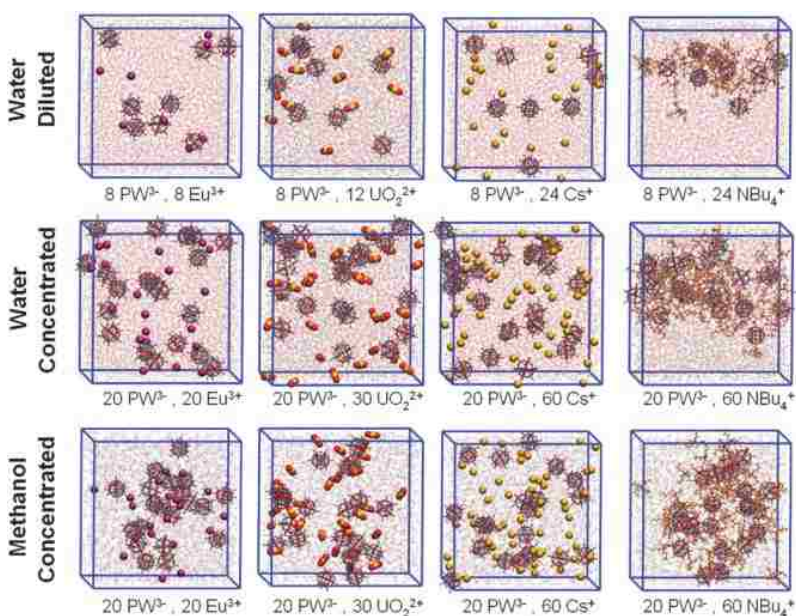 Water
Diluted
8 PW³⁻ , 8 Eu³⁺
8 PW³⁻ , 12 UO₂²⁺
8 PW³⁻ , 24 Cs⁺
8 PW³⁻ , 24 NBu₄⁺
Water
Concentrated
20 PW³⁻ , 20 Eu³⁺
20 PW³⁻ , 30 UO₂²⁺
20 PW³⁻ , 60 Cs⁺
20 PW³⁻ , 60 NBu₄⁺
Methanol
Concentrated
20 PW³⁻ , 20 Eu³⁺
20 PW³⁻ , 30 UO₂²⁺
20 PW³⁻ , 60 Cs⁺
20 PW³⁻ , 60 NBu₄⁺